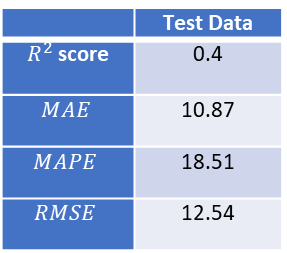 Test Data
R² score 0.4
MAE 10.87
MAPE 18.51
RMSE 12.54